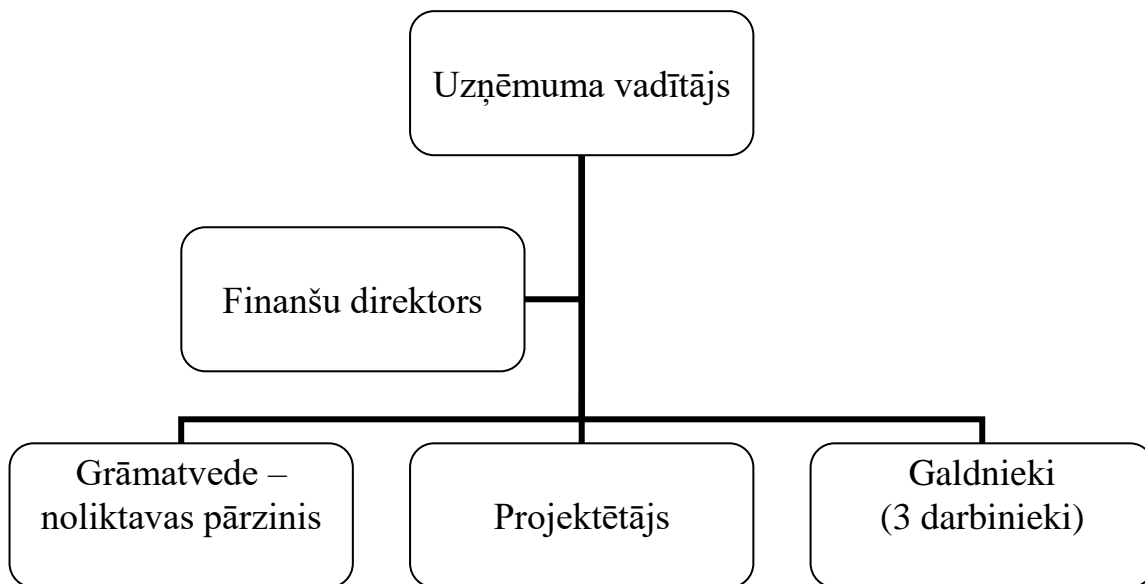 Uzņēmuma vadītājs
Finanšu direktors
Grāmatvede –
noliktavas pārzinis
Projektētājs
Galdnieki
(3 darbinieki)